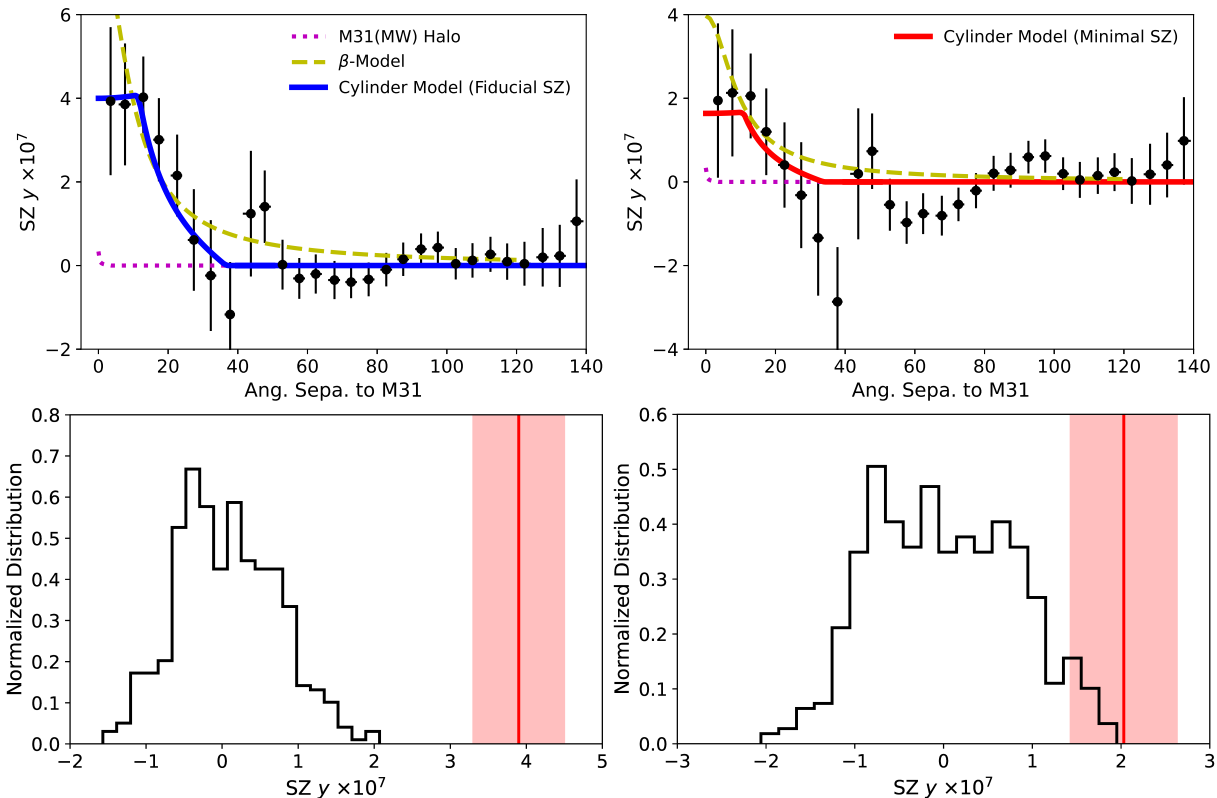 6
4
2
0
−2
SZ y ×10⁷
M31(MW) Halo
β-Model
Cylinder Model (Fiducial SZ)
0 20 40 60 80 100 120 140
Ang. Sepa. to M31
4
2
0
−2
−4
SZ y ×10⁷
Cylinder Model (Minimal SZ)
0 20 40 60 80 100 120 140
Ang. Sepa. to M31
0.8
0.7
0.6
0.5
0.4
0.3
0.2
0.1
0.0
Normalized Distribution
−2 −1 0 1 2 3 4 5
SZ y ×10⁷
0.6
0.5
0.4
0.3
0.2
0.1
0.0
Normalized Distribution
−3 −2 −1 0 1 2 3
SZ y ×10⁷